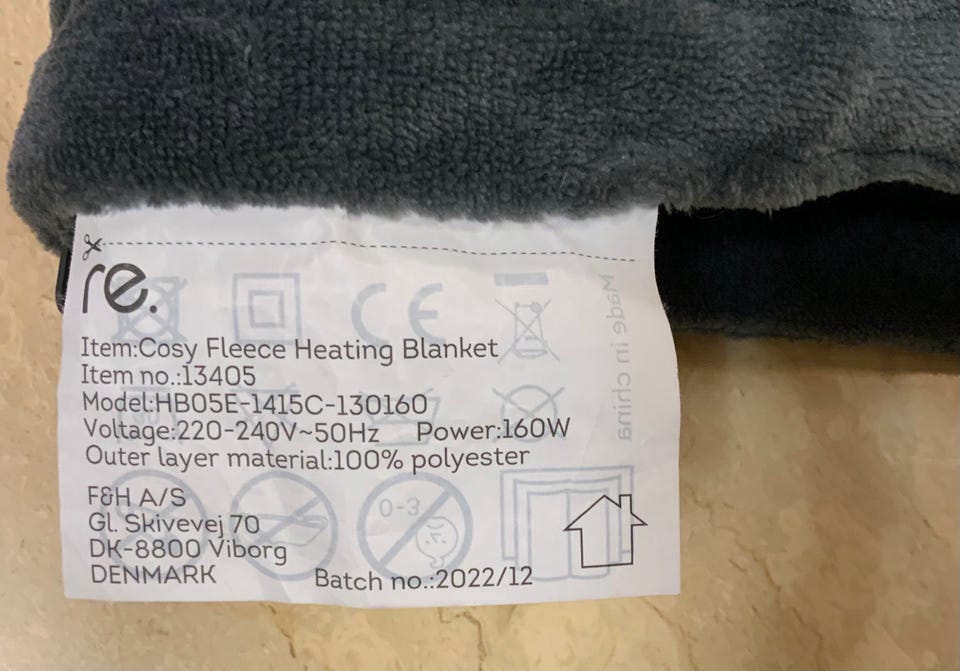 re.
CE
Made in china
Item:Cosy Fleece Heating Blanket
Item no.:13405
Model:HB05E-1415C-130160
Voltage:220-240V~50Hz Power:160W
Outer layer material:100% polyester
0-3
F&H A/S
Gl. Skivevej 70
DK-8800 Viborg
DENMARK
Batch no.:2022/12